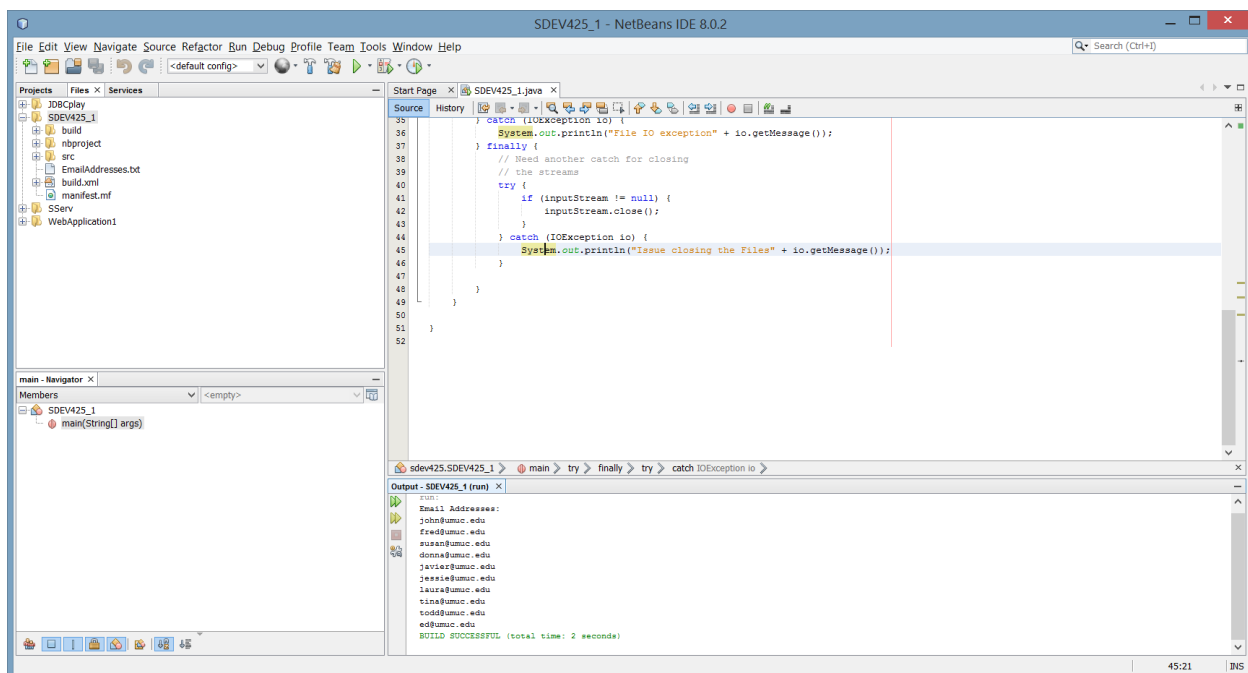 SDEV425_1 - NetBeans IDE 8.0.2
File Edit View Navigate Source Refactor Run Debug Profile Team Tools Window Help
Search (Ctrl+I)
<default config>
Projects Files Services
JDBCplay
SDEV425_1
build
nbproject
src
EmailAddresses.txt
build.xml
manifest.mf
SServ
WebApplication1
main - Navigator
Members <empty>
SDEV425_1
main(String[] args)
Start Page SDEV425_1.java
Source History
35 } catch (IOException io) {
36 System.out.println("File IO exception" + io.getMessage());
37 } finally {
38 // Need another catch for closing
39 // the streams
40 try {
41 if (inputStream != null) {
42 inputStream.close();
43 }
44 } catch (IOException io) {
45 System.out.println("Issue closing the Files" + io.getMessage());
46 }
47
48 }
49 }
50
51 }
52
sdev425.SDEV425_1 main try finally try catch IOException io
Output - SDEV425_1 (run)
run:
Email Addresses:
john@umuc.edu
fred@umuc.edu
susan@umuc.edu
donna@umuc.edu
javier@umuc.edu
jessie@umuc.edu
laura@umuc.edu
tina@umuc.edu
todd@umuc.edu
ed@umuc.edu
BUILD SUCCESSFUL (total time: 2 seconds)
45:21 INS